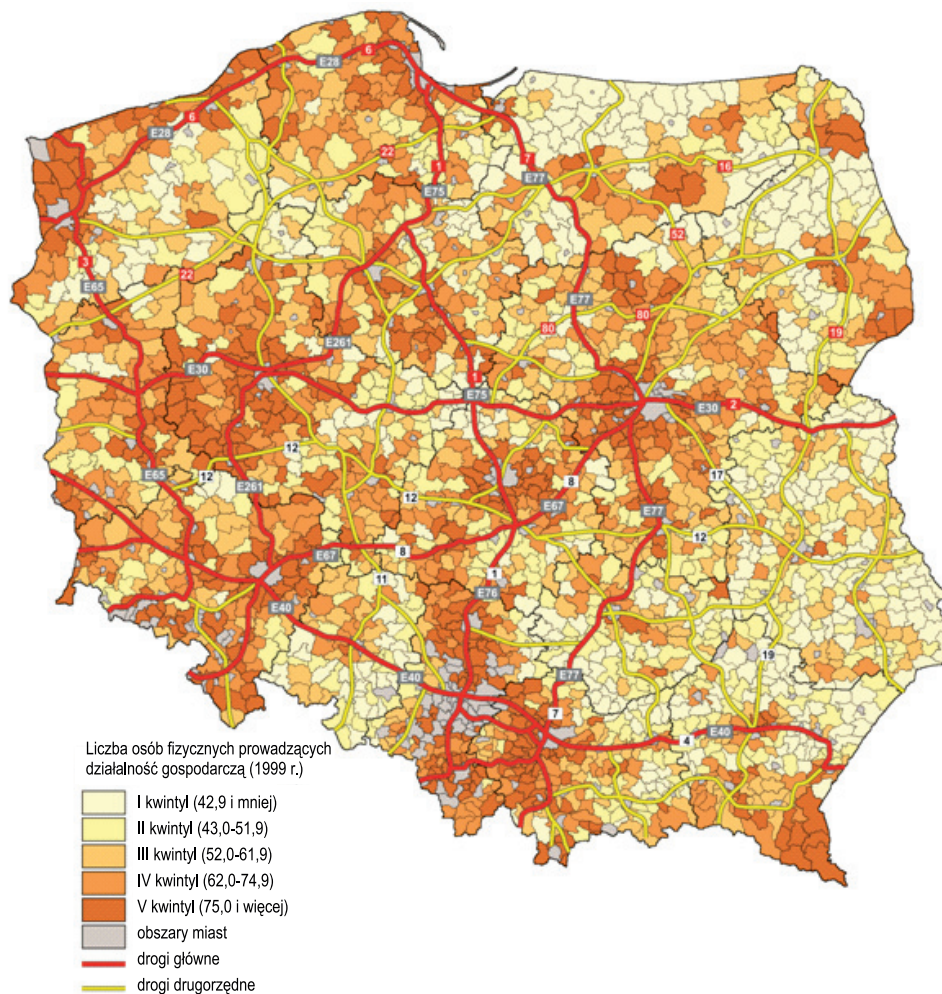 6
E28
6
E28
22
1
7
E77
16
E75
52
3
22
E65
E77
80
80
19
E261
E30
1
E75
E30
2
12
E65
12
8
17
E261
12
E67
E77
12
E67
8
1
11
E76
E40
19
E40
E77
7
4
E40
Liczba osób fizycznych prowadzących
działalność gospodarczą (1999 r.)
I kwintyl (42,9 i mniej)
II kwintyl (43,0-51,9)
III kwintyl (52,0-61,9)
IV kwintyl (62,0-74,9)
V kwintyl (75,0 i więcej)
obszary miast
drogi główne
drogi drugorzędne